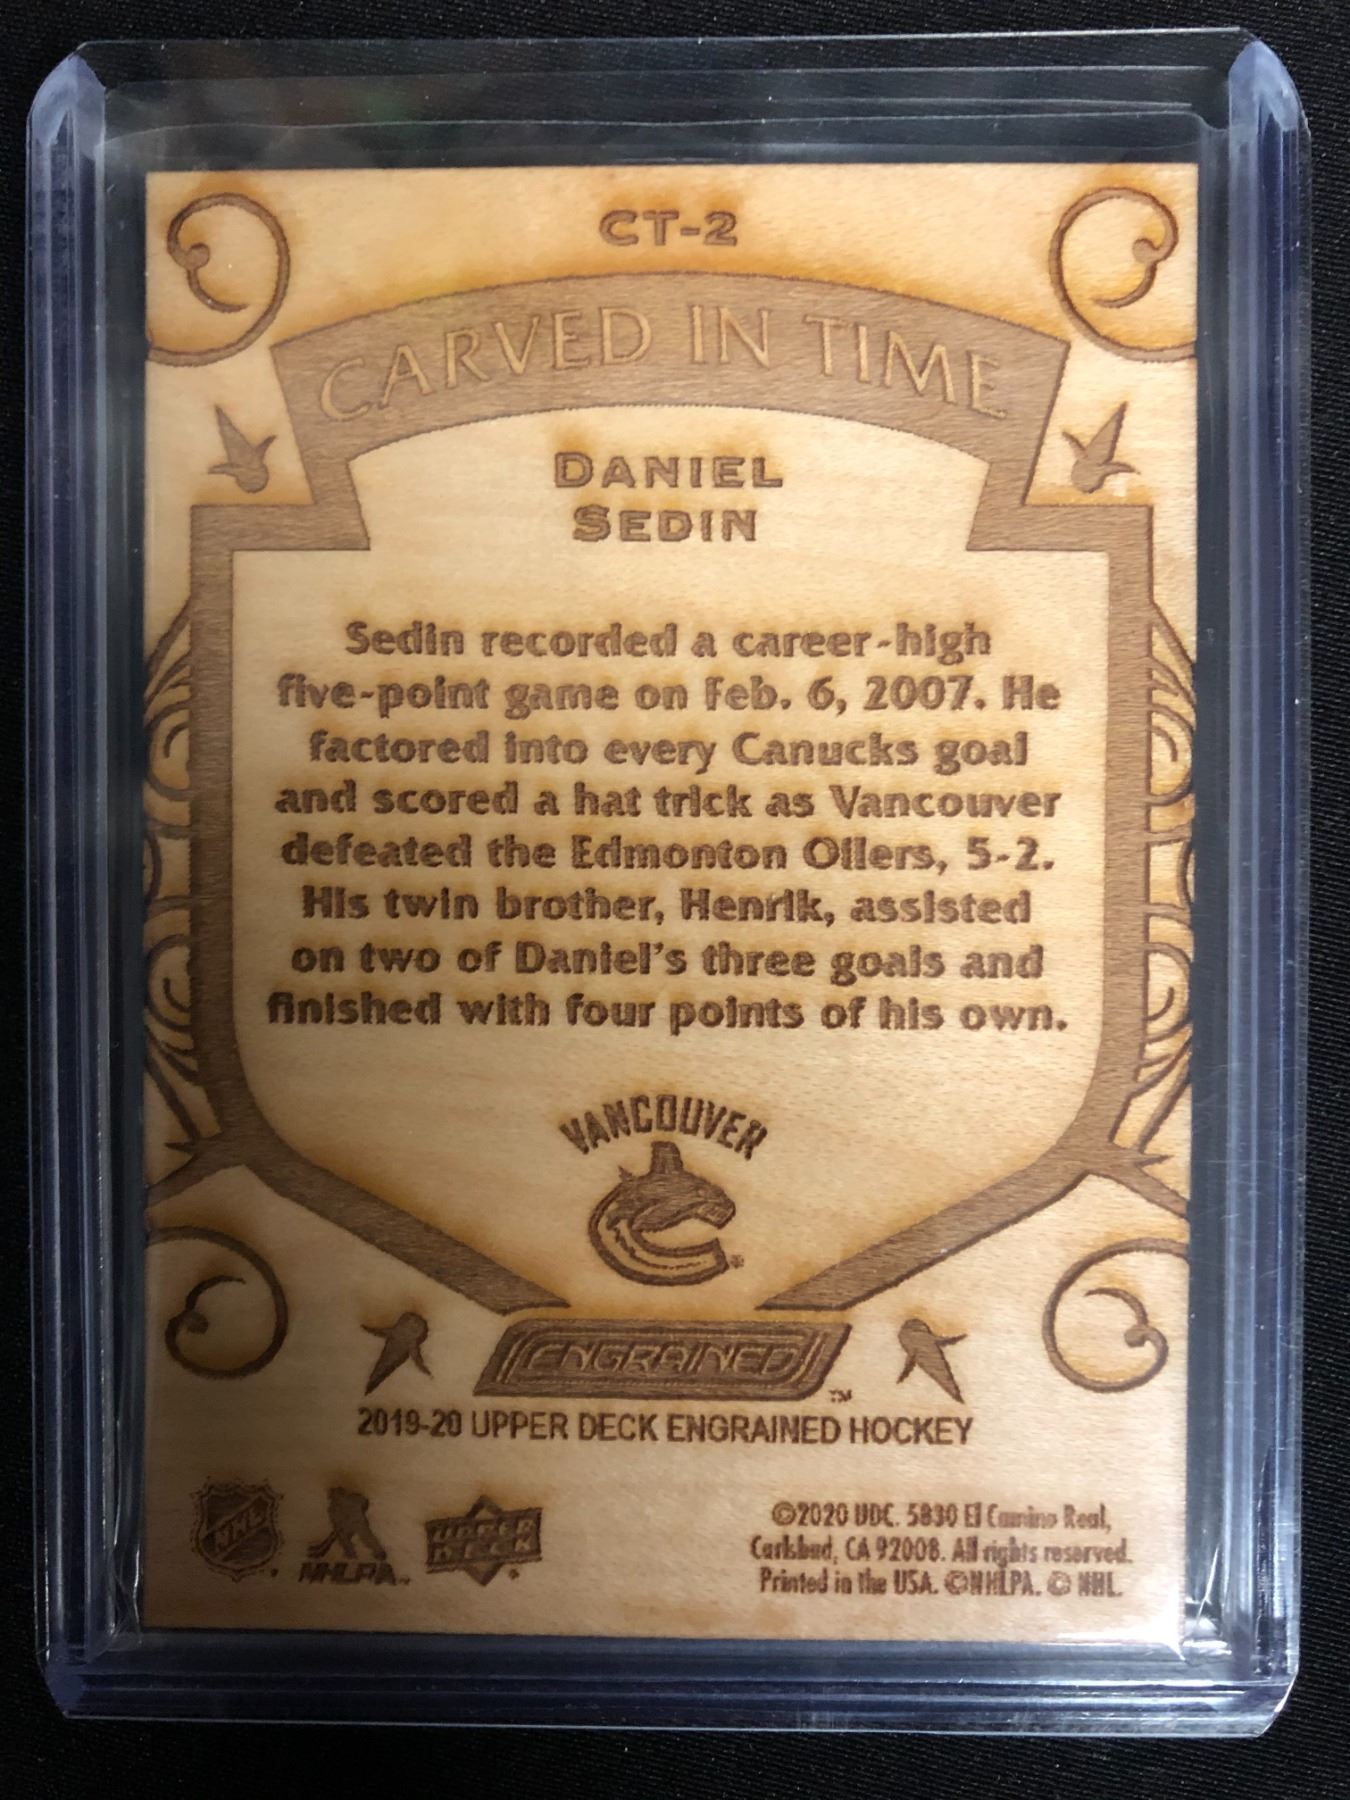 CT-2
CARVED IN TIME
DANIEL
SEDIN
Sedin recorded a career-high
five-point game on Feb. 6, 2007. He
factored into every Canucks goal
and scored a hat trick as Vancouver
defeated the Edmonton Oilers, 5-2.
His twin brother, Henrik, assisted
on two of Daniel's three goals and
finished with four points of his own.
VANCOUVER
®
ENGRAINED
TM
2019-20 UPPER DECK ENGRAINED HOCKEY
NHL
NHLPA
UPPER
DECK
©2020 UDC. 5830 El Camino Real,
Carlsbad, CA 92008. All rights reserved.
Printed in the USA. ©NHLPA. © NHL.